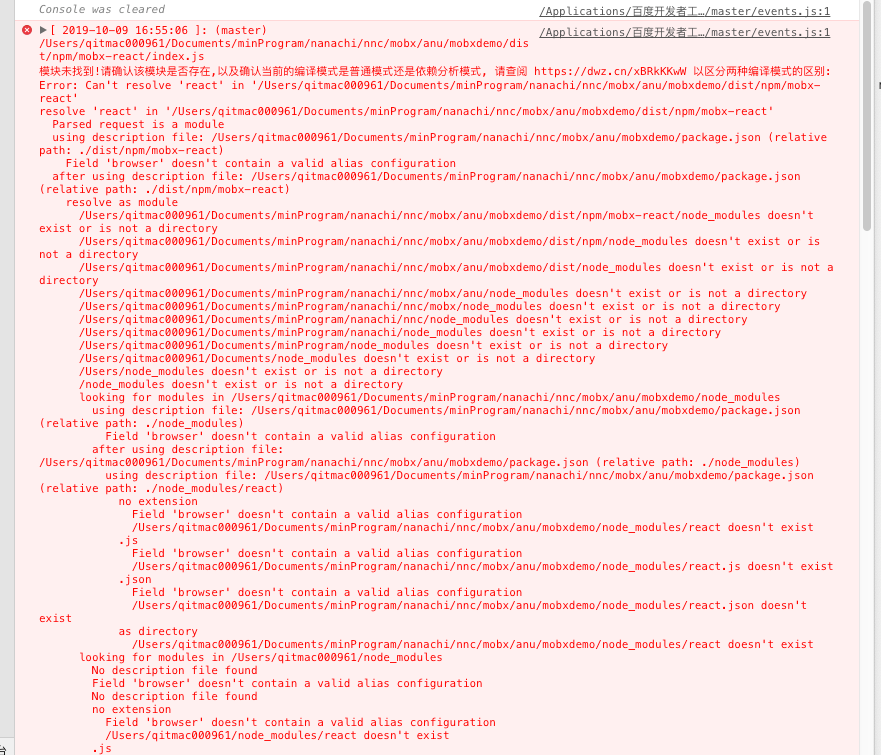 Console was cleared
/Applications/百度开发者工…/master/events.js:1
▶[ 2019-10-09 16:55:06 ]: (master)
/Applications/百度开发者工…/master/events.js:1
/Users/qitmac000961/Documents/minProgram/nanachi/nnc/mobx/anu/mobxdemo/dis
t/npm/mobx-react/index.js
模块未找到!请确认该模块是否存在,以及确认当前的编译模式是普通模式还是依赖分析模式, 请查阅 https://dwz.cn/xBRkKKwW 以区分两种编译模式的区别:
Error: Can't resolve 'react' in '/Users/qitmac000961/Documents/minProgram/nanachi/nnc/mobx/anu/mobxdemo/dist/npm/mobx-
react'
resolve 'react' in '/Users/qitmac000961/Documents/minProgram/nanachi/nnc/mobx/anu/mobxdemo/dist/npm/mobx-react'
Parsed request is a module
using description file: /Users/qitmac000961/Documents/minProgram/nanachi/nnc/mobx/anu/mobxdemo/package.json (relative
path: ./dist/npm/mobx-react)
Field 'browser' doesn't contain a valid alias configuration
after using description file: /Users/qitmac000961/Documents/minProgram/nanachi/nnc/mobx/anu/mobxdemo/package.json
(relative path: ./dist/npm/mobx-react)
resolve as module
/Users/qitmac000961/Documents/minProgram/nanachi/nnc/mobx/anu/mobxdemo/dist/npm/mobx-react/node_modules doesn't
exist or is not a directory
/Users/qitmac000961/Documents/minProgram/nanachi/nnc/mobx/anu/mobxdemo/dist/npm/node_modules doesn't exist or is
not a directory
/Users/qitmac000961/Documents/minProgram/nanachi/nnc/mobx/anu/mobxdemo/dist/node_modules doesn't exist or is not a
directory
/Users/qitmac000961/Documents/minProgram/nanachi/nnc/mobx/anu/node_modules doesn't exist or is not a directory
/Users/qitmac000961/Documents/minProgram/nanachi/nnc/mobx/node_modules doesn't exist or is not a directory
/Users/qitmac000961/Documents/minProgram/nanachi/nnc/node_modules doesn't exist or is not a directory
/Users/qitmac000961/Documents/minProgram/nanachi/node_modules doesn't exist or is not a directory
/Users/qitmac000961/Documents/minProgram/node_modules doesn't exist or is not a directory
/Users/qitmac000961/Documents/node_modules doesn't exist or is not a directory
/Users/node_modules doesn't exist or is not a directory
/node_modules doesn't exist or is not a directory
looking for modules in /Users/qitmac000961/Documents/minProgram/nanachi/nnc/mobx/anu/mobxdemo/node_modules
using description file: /Users/qitmac000961/Documents/minProgram/nanachi/nnc/mobx/anu/mobxdemo/package.json
(relative path: ./node_modules)
Field 'browser' doesn't contain a valid alias configuration
after using description file:
/Users/qitmac000961/Documents/minProgram/nanachi/nnc/mobx/anu/mobxdemo/package.json (relative path: ./node_modules)
using description file: /Users/qitmac000961/Documents/minProgram/nanachi/nnc/mobx/anu/mobxdemo/package.json
(relative path: ./node_modules/react)
no extension
Field 'browser' doesn't contain a valid alias configuration
/Users/qitmac000961/Documents/minProgram/nanachi/nnc/mobx/anu/mobxdemo/node_modules/react doesn't exist
.js
Field 'browser' doesn't contain a valid alias configuration
/Users/qitmac000961/Documents/minProgram/nanachi/nnc/mobx/anu/mobxdemo/node_modules/react.js doesn't exist
.json
Field 'browser' doesn't contain a valid alias configuration
/Users/qitmac000961/Documents/minProgram/nanachi/nnc/mobx/anu/mobxdemo/node_modules/react.json doesn't
exist
as directory
/Users/qitmac000961/Documents/minProgram/nanachi/nnc/mobx/anu/mobxdemo/node_modules/react doesn't exist
looking for modules in /Users/qitmac000961/node_modules
No description file found
Field 'browser' doesn't contain a valid alias configuration
No description file found
no extension
Field 'browser' doesn't contain a valid alias configuration
/Users/qitmac000961/node_modules/react doesn't exist
.js
台